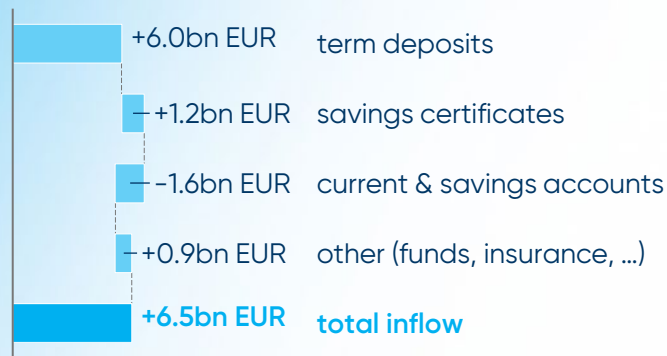 +6.0bn EUR term deposits
+1.2bn EUR savings certificates
-1.6bn EUR current & savings accounts
+0.9bn EUR other (funds, insurance, ...)
+6.5bn EUR total inflow